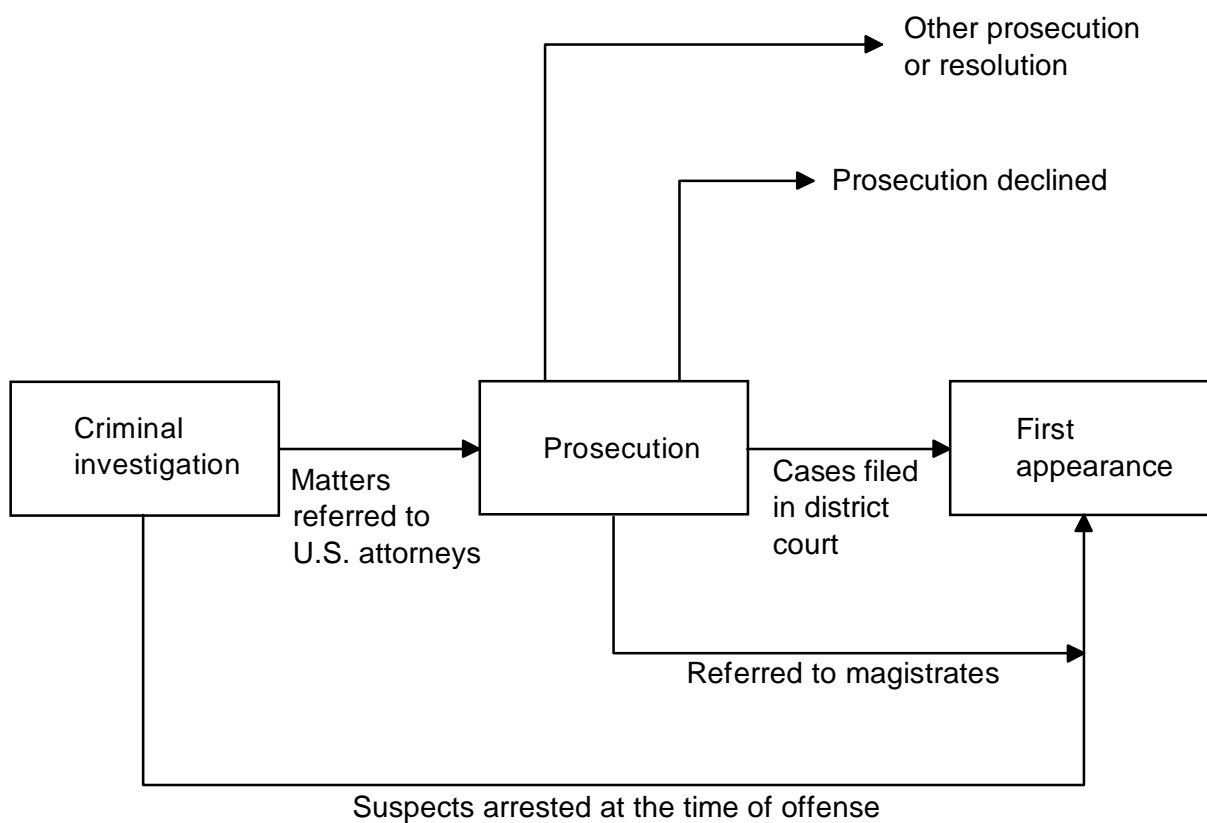 Other prosecution
or resolution
Prosecution declined
Criminal
investigation
Matters
referred to
U.S. attorneys
Prosecution
Cases filed
in district
court
First
appearance
Referred to magistrates
Suspects arrested at the time of offense